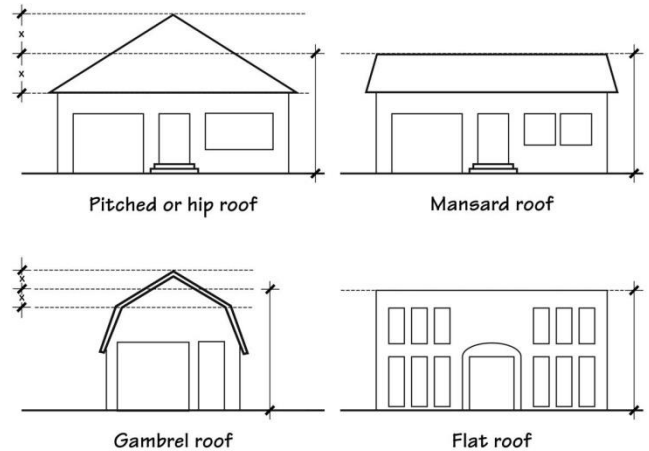 x
x
Pitched or hip roof
Mansard roof
x
x
Gambrel roof
Flat roof